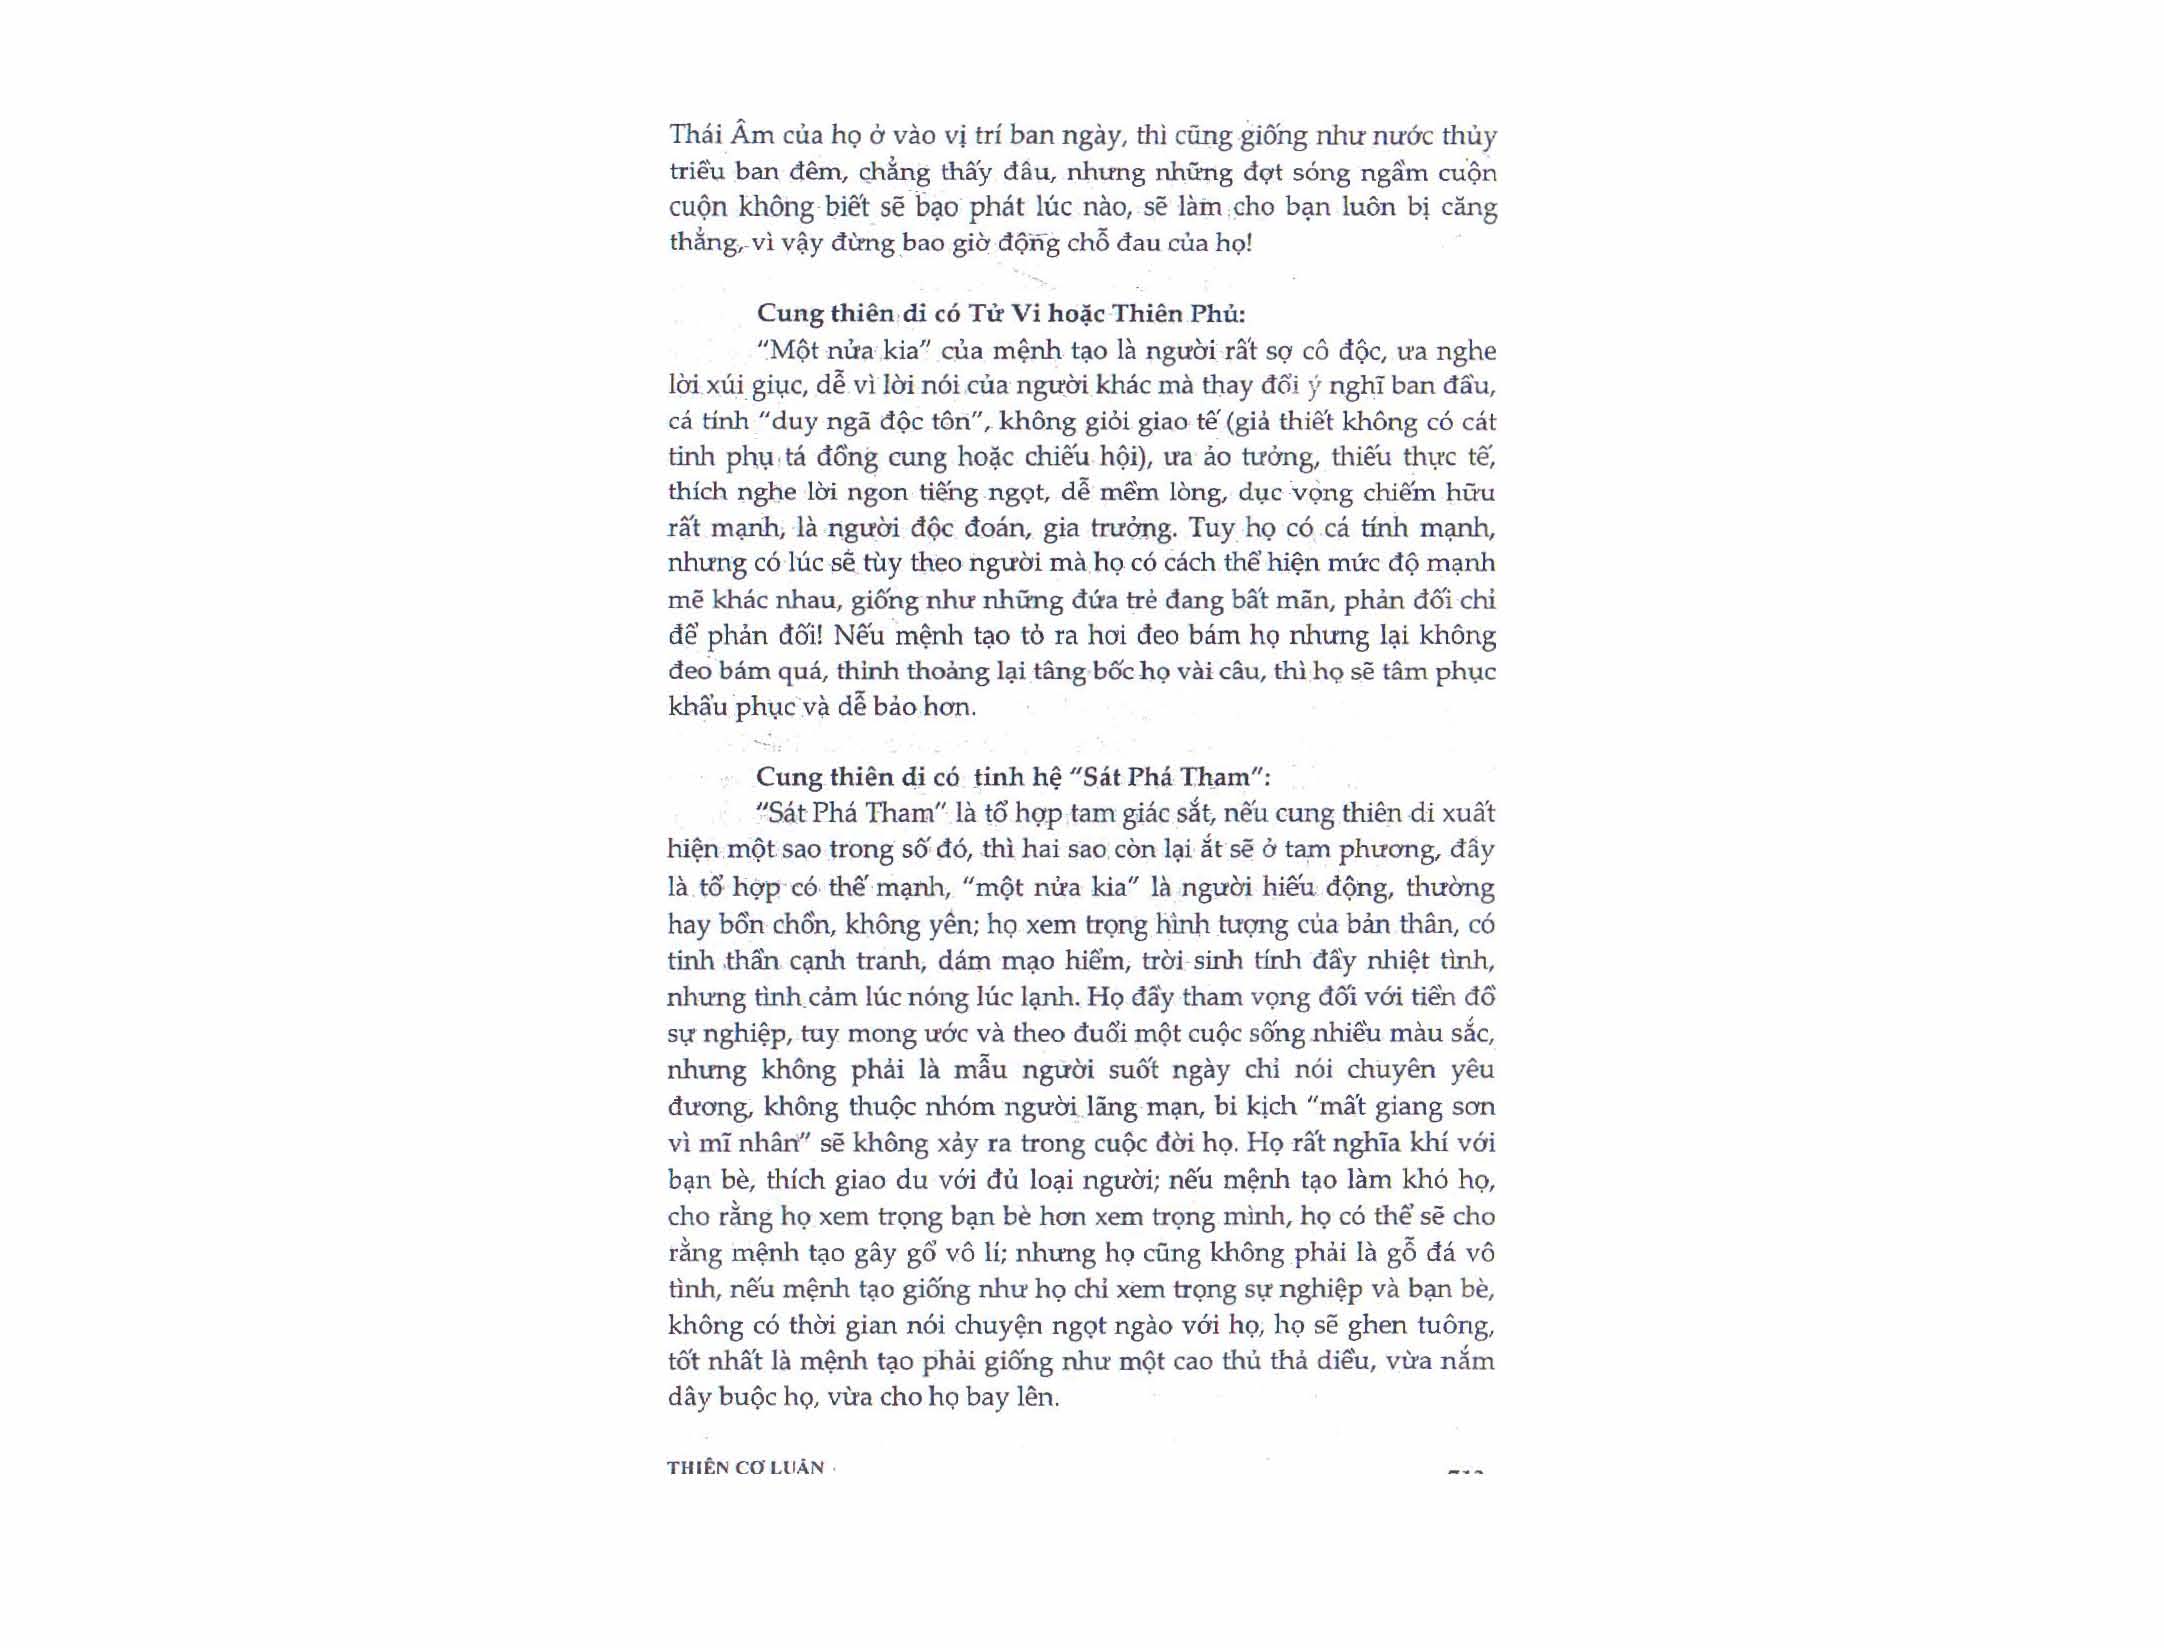 Thái Âm của họ ở vào vị trí ban ngày, thì cũng giống như nước thủy
triều ban đêm, chẳng thấy đâu, nhưng những đợt sóng ngầm cuộn
cuộn không biết sẽ bạo phát lúc nào, sẽ làm cho bạn luôn bị căng
thẳng, vì vậy đừng bao giờ động chỗ đau của họ!
Cung thiên di có Tử Vi hoặc Thiên Phủ:
"Một nửa kia" của mệnh tạo là người rất sợ cô độc, ưa nghe
lời xúi giục, dễ vì lời nói của người khác mà thay đổi ý nghĩ ban đầu,
cá tính "duy ngã độc tôn", không giỏi giao tế (giả thiết không có cát
tinh phụ tá đồng cung hoặc chiếu hội), ưa ảo tưởng, thiếu thực tế,
thích nghe lời ngon tiếng ngọt, dễ mềm lòng, dục vọng chiếm hữu
rất mạnh, là người độc đoán, gia trưởng. Tuy họ có cá tính mạnh,
nhưng có lúc sẽ tùy theo người mà họ có cách thể hiện mức độ mạnh
mẽ khác nhau, giống như những đứa trẻ đang bất mãn, phản đối chỉ
để phản đối! Nếu mệnh tạo tỏ ra hơi đeo bám họ nhưng lại không
đeo bám quá, thỉnh thoảng lại tâng bốc họ vài câu, thì họ sẽ tâm phục
khẩu phục và dễ bảo hơn.
Cung thiên di có tinh hệ "Sát Phá Tham":
"Sát Phá Tham" là tổ hợp tam giác sắt, nếu cung thiên di xuất
hiện một sao trong số đó, thì hai sao còn lại ắt sẽ ở tam phương, đây
là tổ hợp có thế mạnh, "một nửa kia" là người hiếu động, thường
hay bồn chồn, không yên; họ xem trọng hình tượng của bản thân, có
tinh thần cạnh tranh, dám mạo hiểm, trời sinh tính đầy nhiệt tình,
nhưng tình cảm lúc nóng lúc lạnh. Họ đầy tham vọng đối với tiền đồ
sự nghiệp, tuy mong ước và theo đuổi một cuộc sống nhiều màu sắc,
nhưng không phải là mẫu người suốt ngày chỉ nói chuyên yêu
đương, không thuộc nhóm người lãng mạn, bi kịch "mất giang sơn
vì mĩ nhân" sẽ không xảy ra trong cuộc đời họ. Họ rất nghĩa khí với
bạn bè, thích giao du với đủ loại người; nếu mệnh tạo làm khó họ,
cho rằng họ xem trọng bạn bè hơn xem trọng mình, họ có thể sẽ cho
rằng mệnh tạo gây gổ vô lí; nhưng họ cũng không phải là gỗ đá vô
tình, nếu mệnh tạo giống như họ chỉ xem trọng sự nghiệp và bạn bè,
không có thời gian nói chuyện ngọt ngào với họ, họ sẽ ghen tuông,
tốt nhất là mệnh tạo phải giống như một cao thủ thả diều, vừa nắm
dây buộc họ, vừa cho họ bay lên.
THIÊN CƠ LUẬN